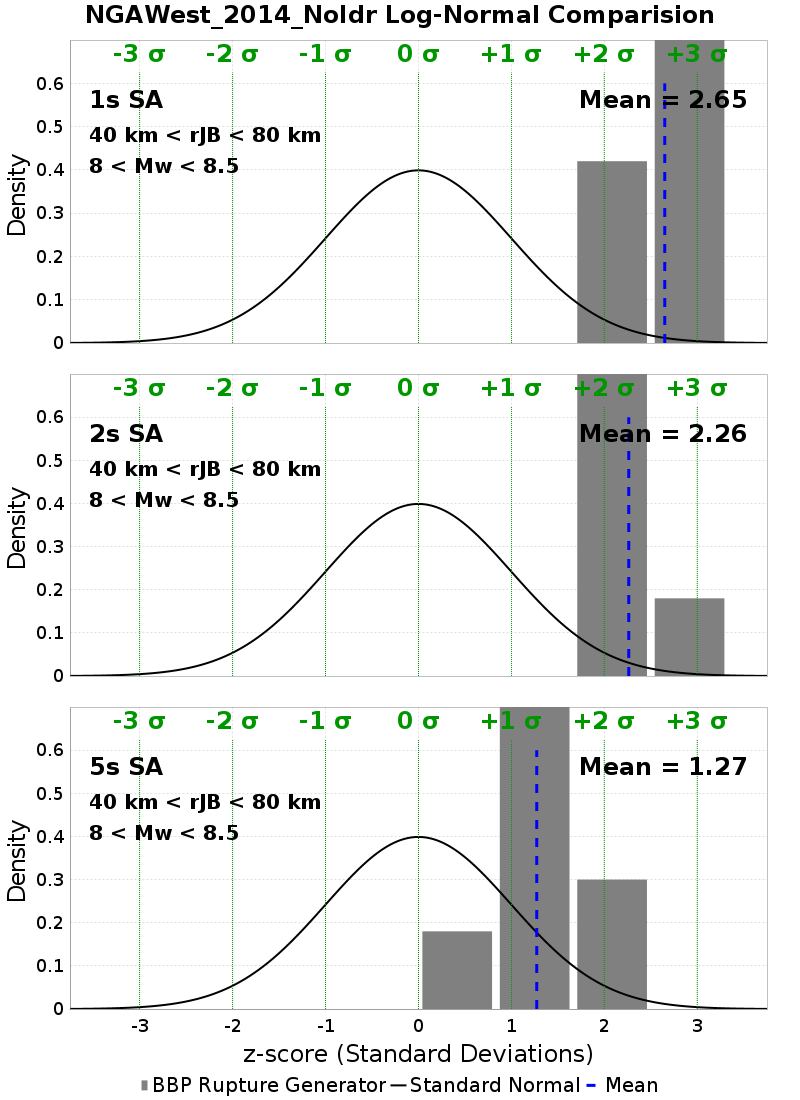 NGAWest_2014_NoIdr Log-Normal Comparision
-3 σ -2 σ -1 σ 0 σ +1 σ +2 σ +3 σ
1s SA
Mean = 2.65
40 km < rJB < 80 km
8 < Mw < 8.5
Density
0.6
0.5
0.4
0.3
0.2
0.1
0
-3 σ -2 σ -1 σ 0 σ +1 σ +2 σ +3 σ
2s SA
Mean = 2.26
40 km < rJB < 80 km
8 < Mw < 8.5
Density
0.6
0.5
0.4
0.3
0.2
0.1
0
-3 σ -2 σ -1 σ 0 σ +1 σ +2 σ +3 σ
5s SA
Mean = 1.27
40 km < rJB < 80 km
8 < Mw < 8.5
Density
0.6
0.5
0.4
0.3
0.2
0.1
0
-3 -2 -1 0 1 2 3
z-score (Standard Deviations)
BBP Rupture Generator Standard Normal Mean